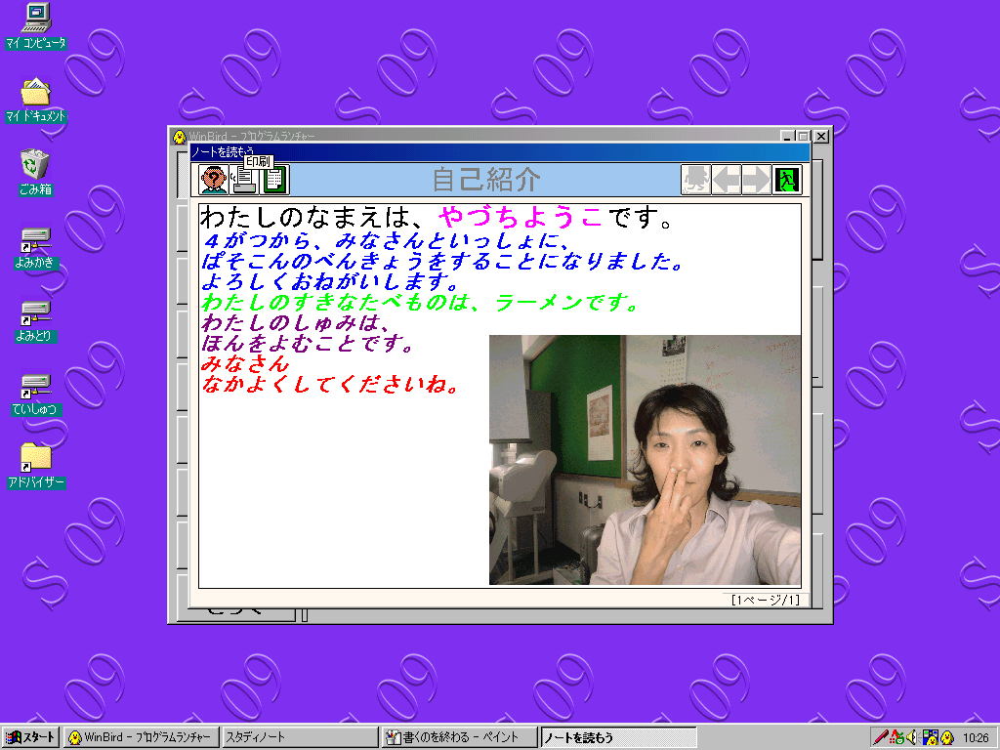 マイ コンピュータ
マイ ドキュメント
ごみ箱
よみかき
よみとり
ていしゅつ
アドバイザー
WinBird - プログラムランチャー
ノートを読もう
印刷
自己紹介
わたしのなまえは、やづちようこです。
4がつから、みなさんといっしょに、
ぱそこんのべんきょうをすることになりました。
よろしくおねがいします。
わたしのすきなたべものは、ラーメンです。
わたしのしゅみは、
ほんをよむことです。
みなさん
なかよくしてくださいね。
[1ページ/1]
スタート
WinBird - プログラムランチャー
スタディノート
書くのを終わる - ペイント
ノートを読もう
10:26
S 09